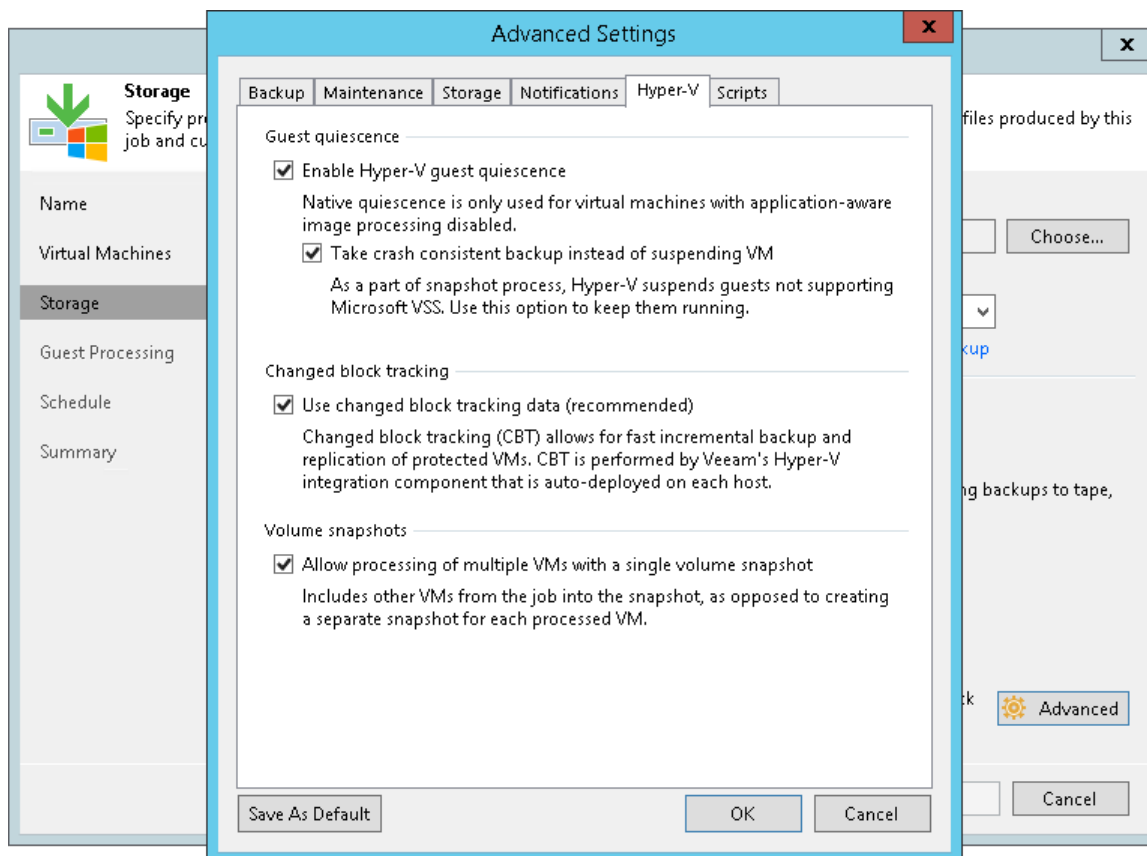 Advanced Settings
x
x
Storage
Specify pr
job and cu
files produced by this
Name
Virtual Machines
Storage
Guest Processing
Schedule
Summary
Backup
Maintenance
Storage
Notifications
Hyper-V
Scripts
Guest quiescence
Enable Hyper-V guest quiescence
Native quiescence is only used for virtual machines with application-aware
image processing disabled.
Take crash consistent backup instead of suspending VM
As a part of snapshot process, Hyper-V suspends guests not supporting
Microsoft VSS. Use this option to keep them running.
Changed block tracking
Use changed block tracking data (recommended)
Changed block tracking (CBT) allows for fast incremental backup and
replication of protected VMs. CBT is performed by Veeam's Hyper-V
integration component that is auto-deployed on each host.
Volume snapshots
Allow processing of multiple VMs with a single volume snapshot
Includes other VMs from the job into the snapshot, as opposed to creating
a separate snapshot for each processed VM.
Save As Default
OK
Cancel
Choose...
kup
ng backups to tape,
ck
Advanced
Cancel